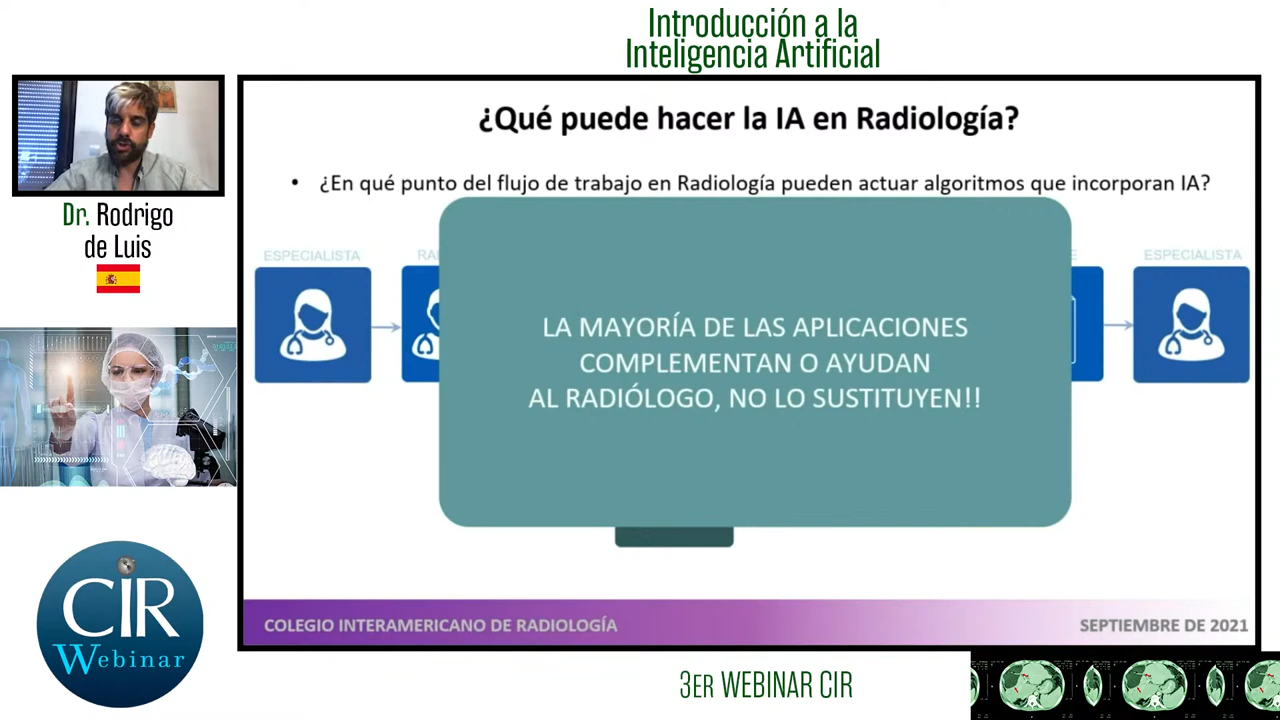 Introducción a la
Inteligencia Artificial
Dr. Rodrigo
de Luis
¿Qué puede hacer la IA en Radiología?
• ¿En qué punto del flujo de trabajo en Radiología pueden actuar algoritmos que incorporan IA?
ESPECIALISTA
ESPECIALISTA
LA MAYORÍA DE LAS APLICACIONES
COMPLEMENTAN O AYUDAN
AL RADIÓLOGO, NO LO SUSTITUYEN!!
COLEGIO INTERAMERICANO DE RADIOLOGÍA
SEPTIEMBRE DE 2021
CIR
Webinar
3ER WEBINAR CIR